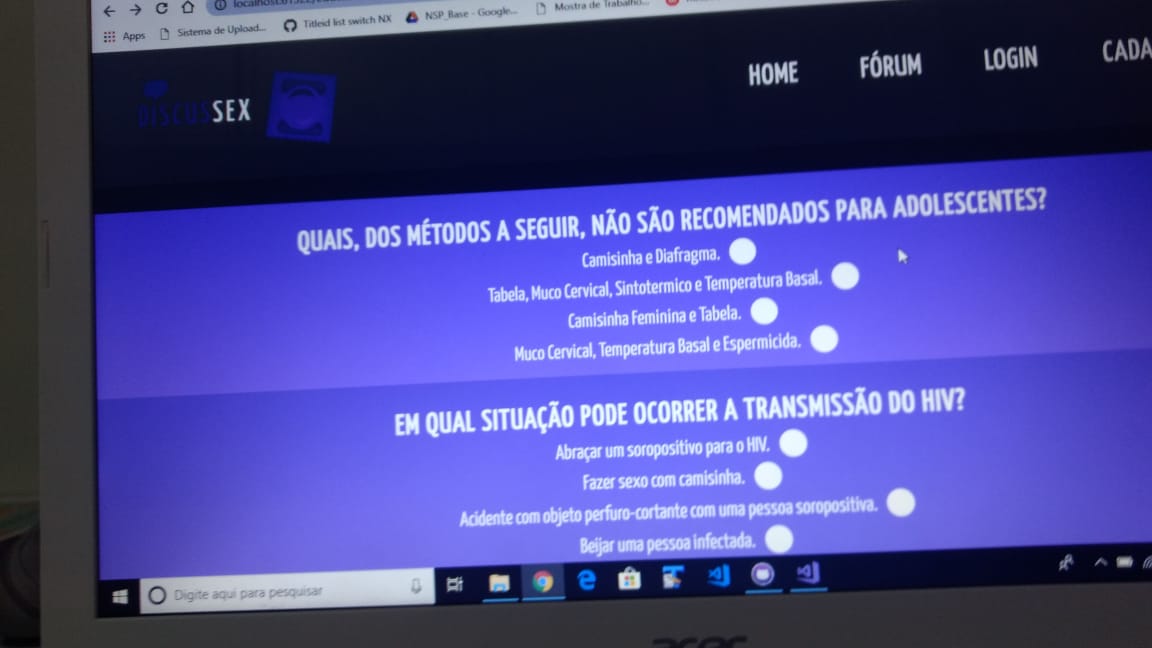 Apps
Sistema de Upload...
Titleid list switch NX
NSP_Base - Google...
Mostra de Trabalho...
DISCUSSEX
HOME
FÓRUM
LOGIN
CADA
QUAIS, DOS MÉTODOS A SEGUIR, NÃO SÃO RECOMENDADOS PARA ADOLESCENTES?
Camisinha e Diafragma.
Tabela, Muco Cervical, Sintotermico e Temperatura Basal.
Camisinha Feminina e Tabela.
Muco Cervical, Temperatura Basal e Espermicida.
EM QUAL SITUAÇÃO PODE OCORRER A TRANSMISSÃO DO HIV?
Abraçar um soropositivo para o HIV.
Fazer sexo com camisinha.
Acidente com objeto perfuro-cortante com uma pessoa soropositiva.
Beijar uma pessoa infectada.
Digite aqui para pesquisar
acer